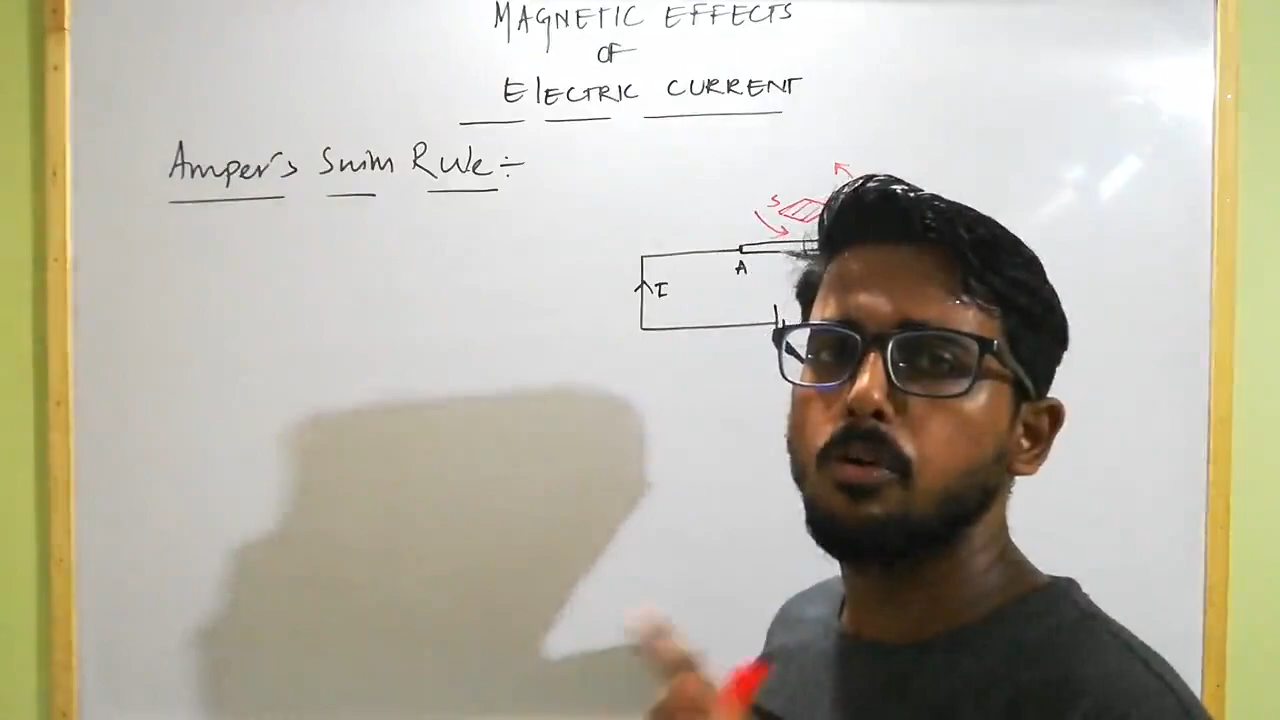 MAGNETIC EFFECTS
OF
ElECTRIC CURRENT
Amper's Swim Rule÷
S
A
I